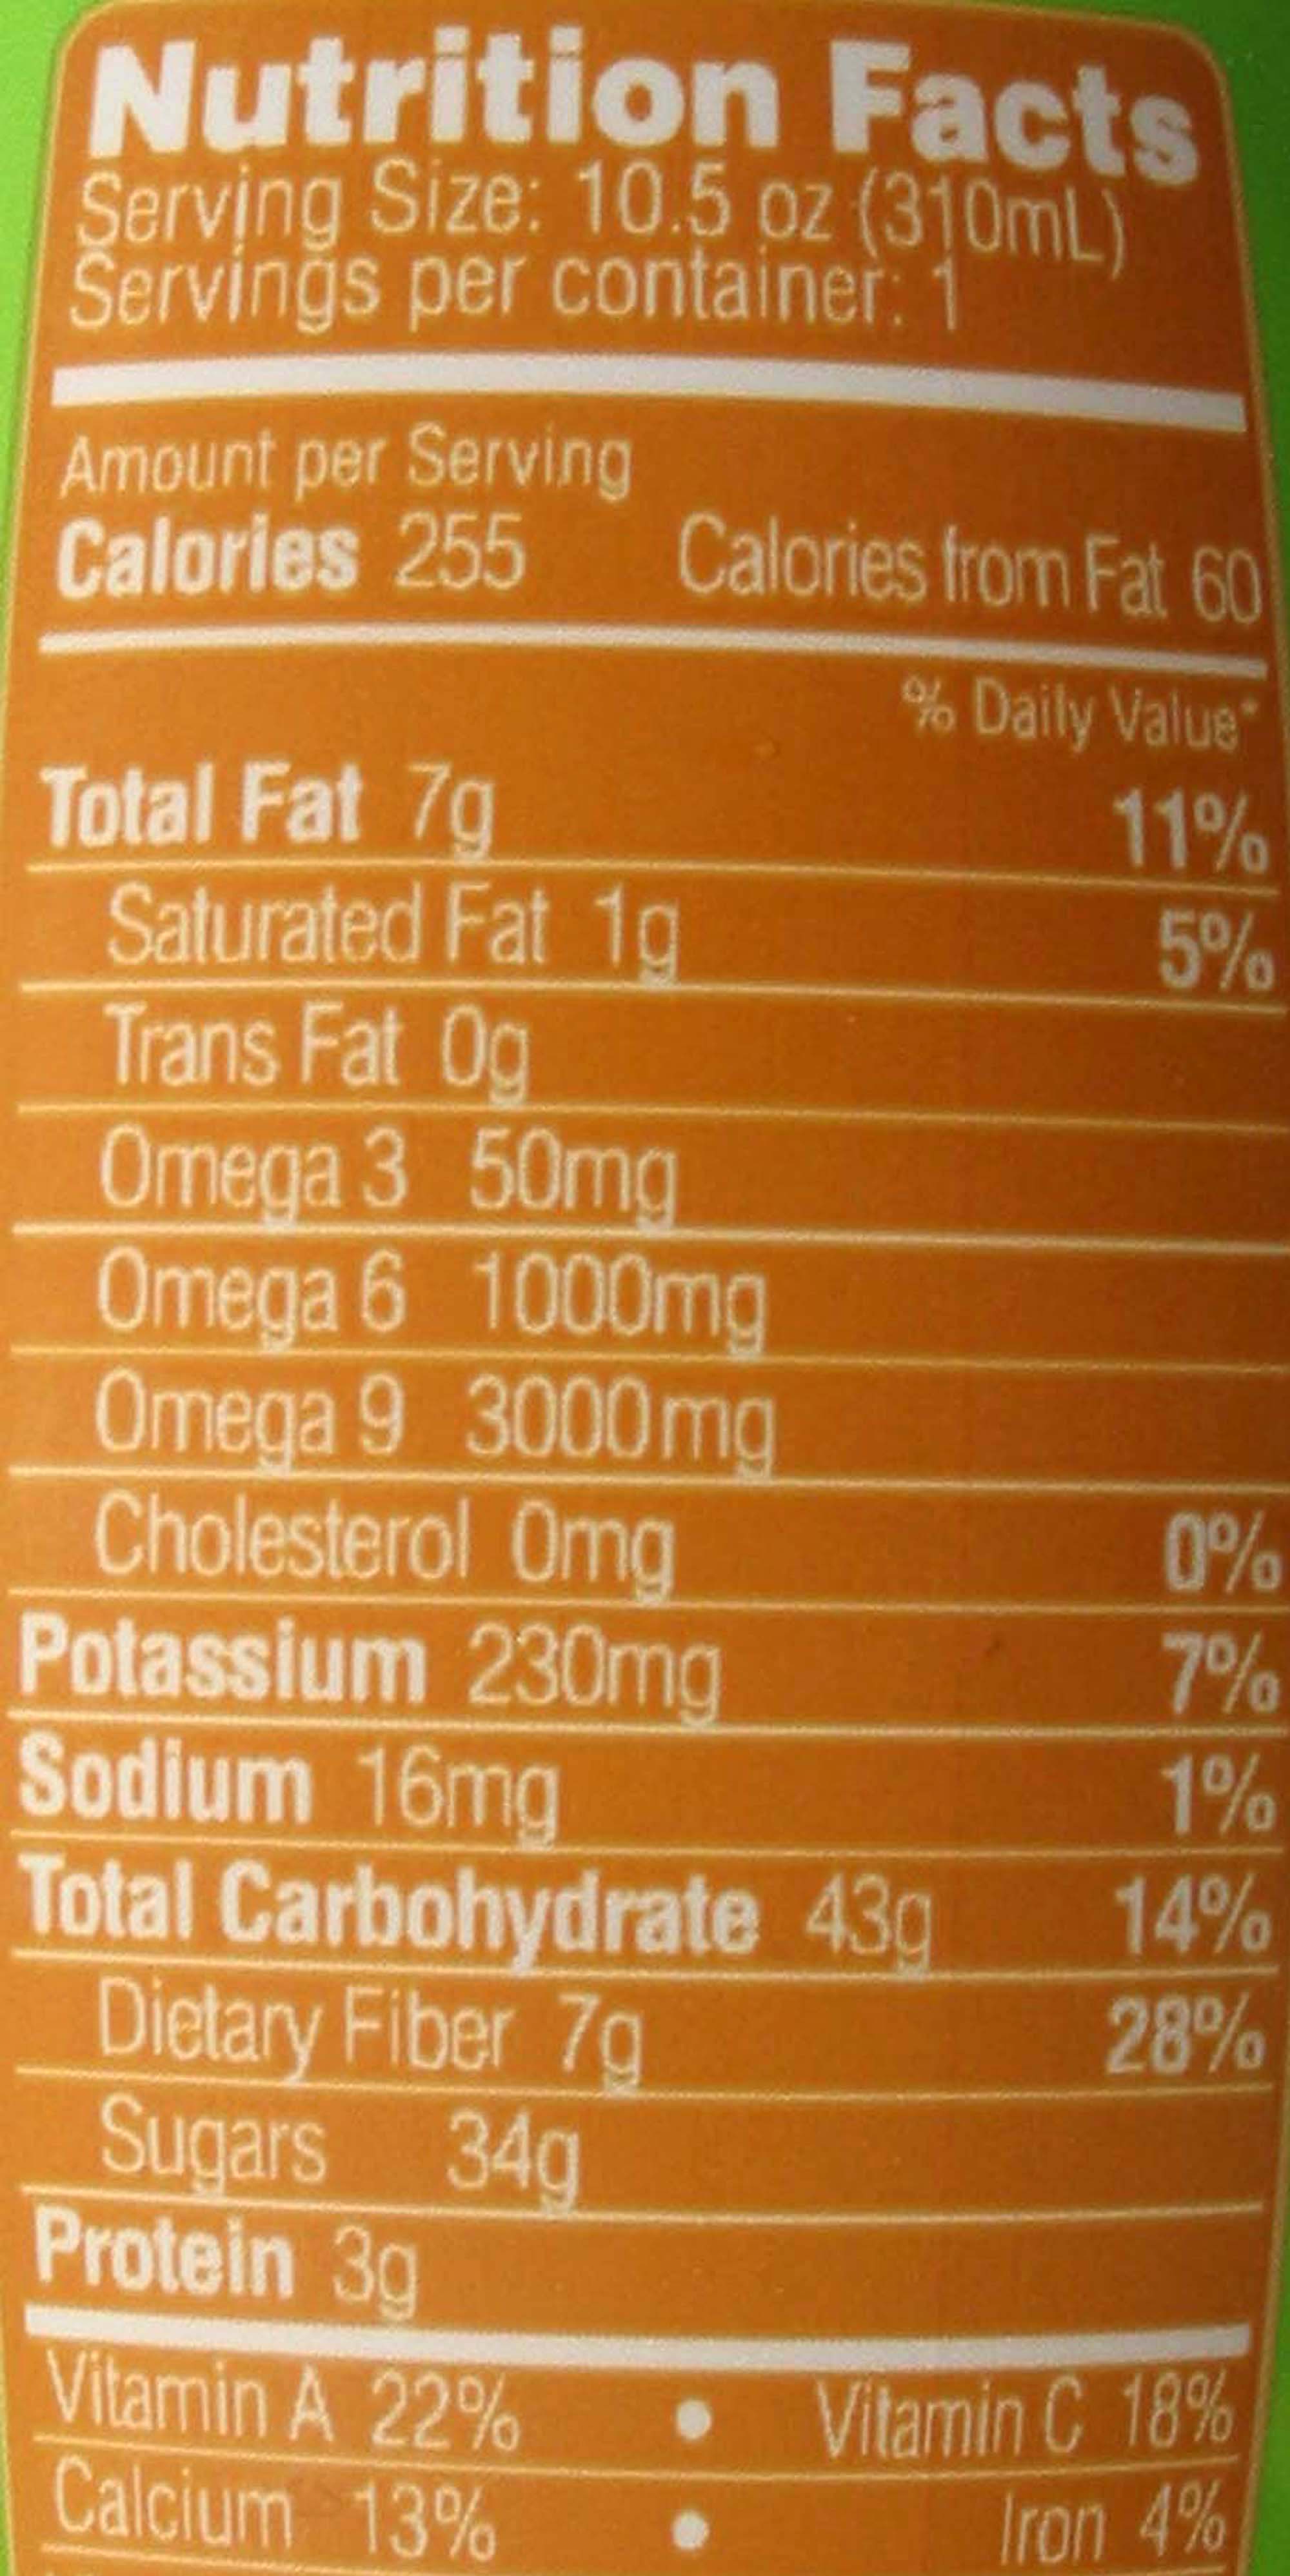 Nutrition Facts
Serving Size: 10.5 oz (310mL)
Servings per container: 1
Amount per Serving
Calories 255 Calories from Fat 60
% Daily Value*
Total Fat 7g 11%
Saturated Fat 1g 5%
Trans Fat 0g
Omega 3 50mg
Omega 6 1000mg
Omega 9 3000mg
Cholesterol 0mg 0%
Potassium 230mg 7%
Sodium 16mg 1%
Total Carbohydrate 43g 14%
Dietary Fiber 7g 28%
Sugars 34g
Protein 3g
Vitamin A 22% • Vitamin C 18%
Calcium 13% • Iron 4%